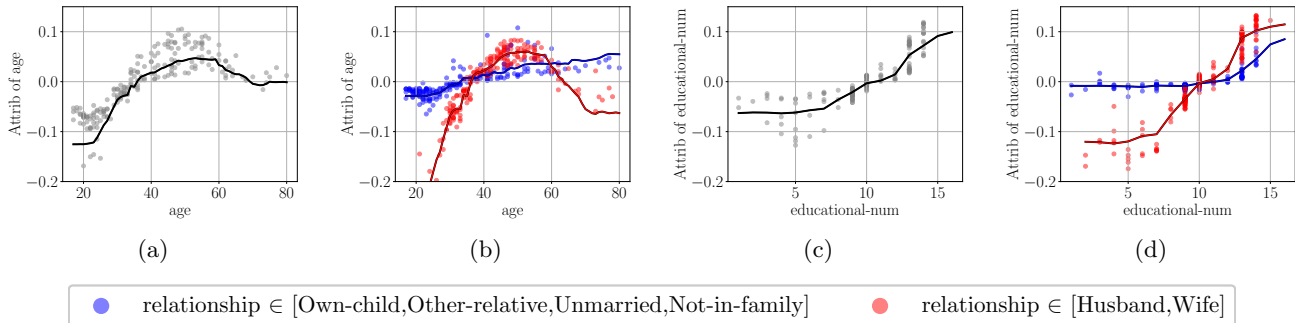 0.1
0.0
−0.1
−0.2
20
40
60
80
Attrib of age
age
(a)
0.1
0.0
−0.1
−0.2
20
40
60
80
Attrib of age
age
(b)
0.1
0.0
−0.1
−0.2
5
10
15
Attrib of educational-num
educational-num
(c)
0.1
0.0
−0.1
−0.2
5
10
15
Attrib of educational-num
educational-num
(d)
relationship ∈ [Own-child,Other-relative,Unmarried,Not-in-family]
relationship ∈ [Husband,Wife]